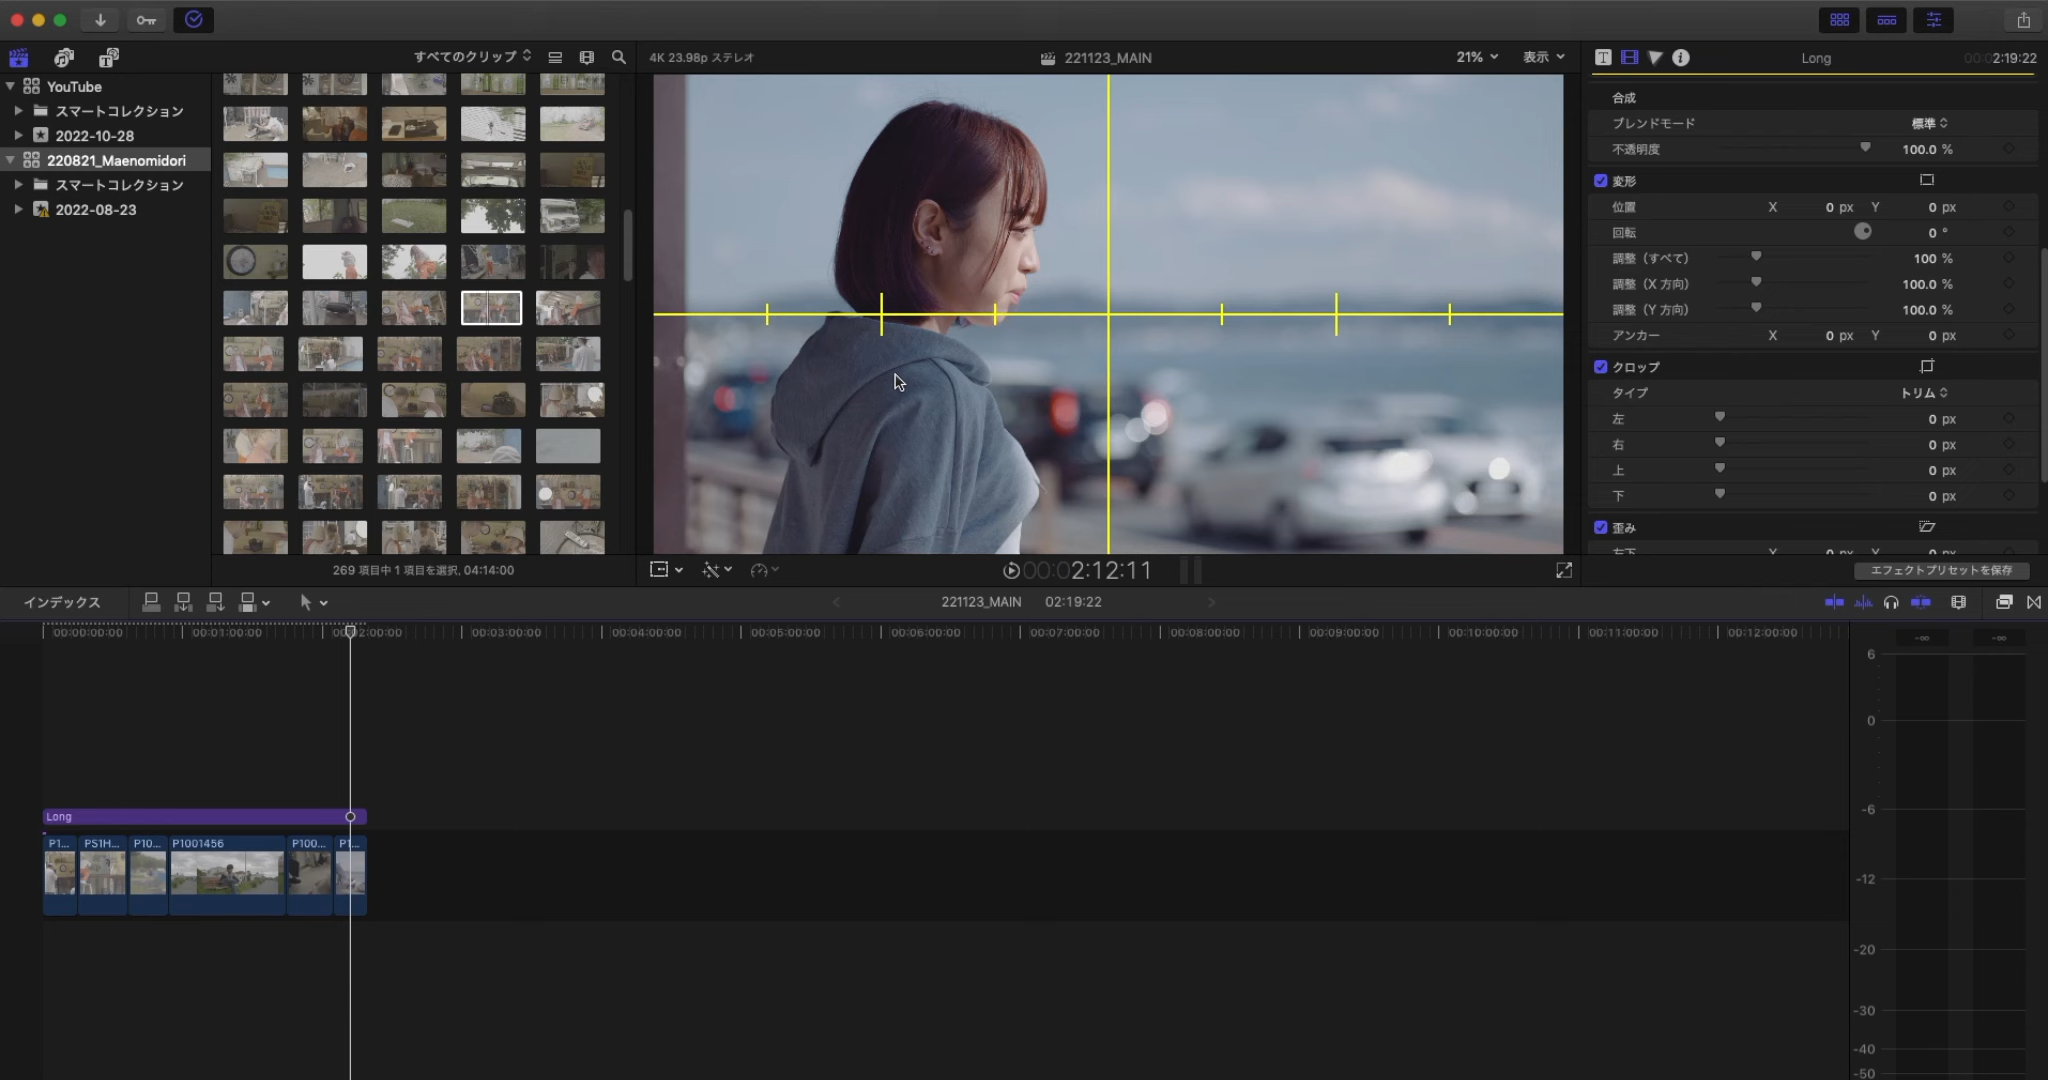 すべてのクリップ
4K 23.98p ステレオ
221123_MAIN
21%
表示
Long
00:02:19:22
YouTube
スマートコレクション
2022-10-28
220821_Maenomidori
スマートコレクション
2022-08-23
合成
ブレンドモード 標準
不透明度 100.0 %
変形
位置 X 0 px Y 0 px
回転 0 °
調整（すべて） 100 %
調整（X 方向） 100.0 %
調整（Y 方向） 100.0 %
アンカー X 0 px Y 0 px
クロップ
タイプ トリム
左 0 px
右 0 px
上 0 px
下 0 px
歪み
左下 X 0 px Y 0 px
269 項目中 1 項目を選択, 04:14:00
00:02:12:11
エフェクトプリセットを保存
インデックス
221123_MAIN 02:19:22
00:00:00:00 00:01:00:00 00:02:00:00 00:03:00:00 00:04:00:00 00:05:00:00 00:06:00:00 00:07:00:00 00:08:00:00 00:09:00:00 00:10:00:00 00:11:00:00 00:12:00:00
-∞ -∞
6
0
-6
-12
-20
-30
-40
-50
Long
P1... PS1H... P10... P1001456 P100... P1...